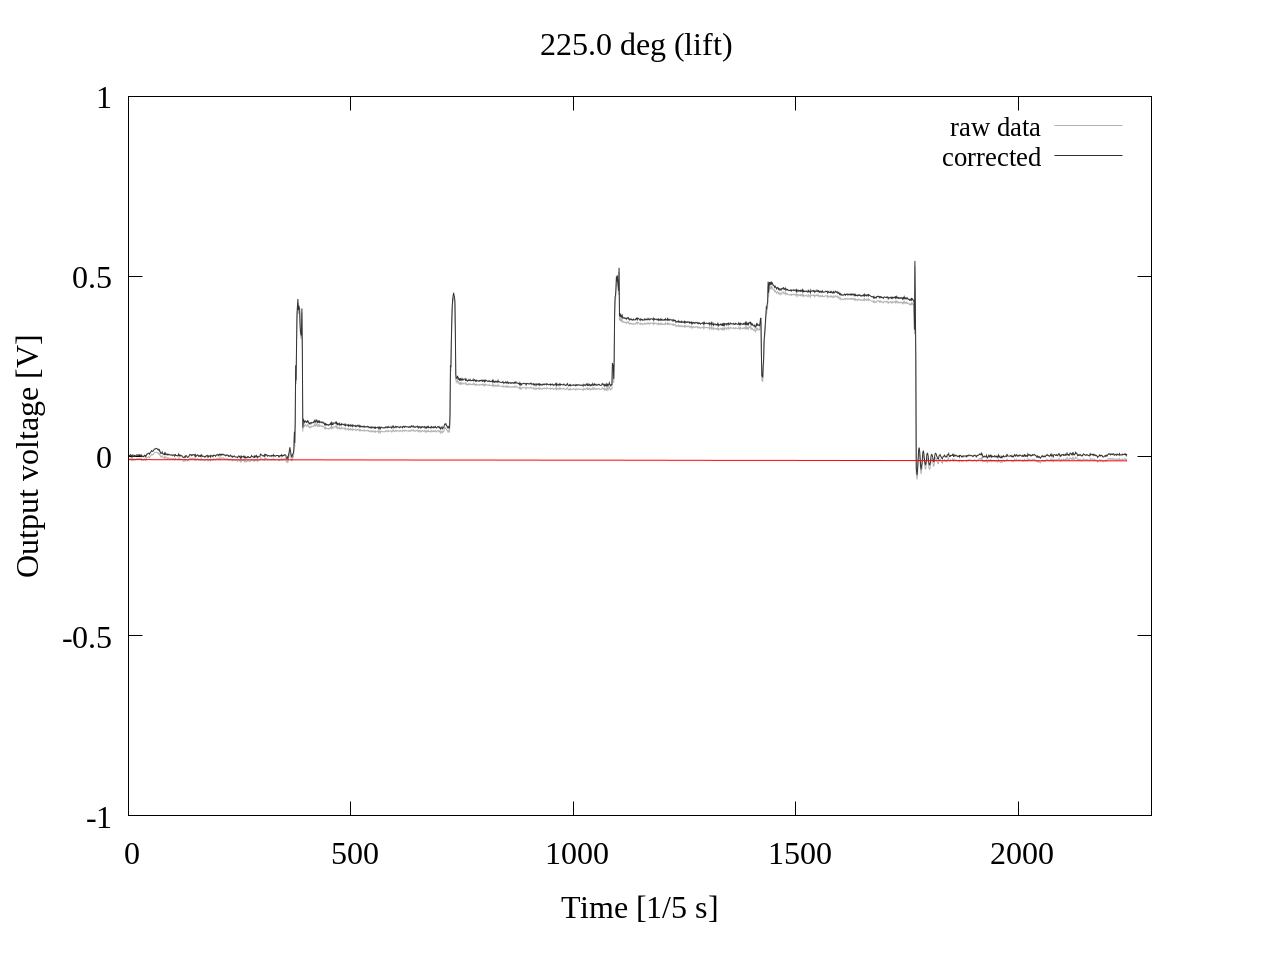 225.0 deg (lift)
1
0.5
0
-0.5
-1
Output voltage [V]
raw data
corrected
0 500 1000 1500 2000
Time [1/5 s]